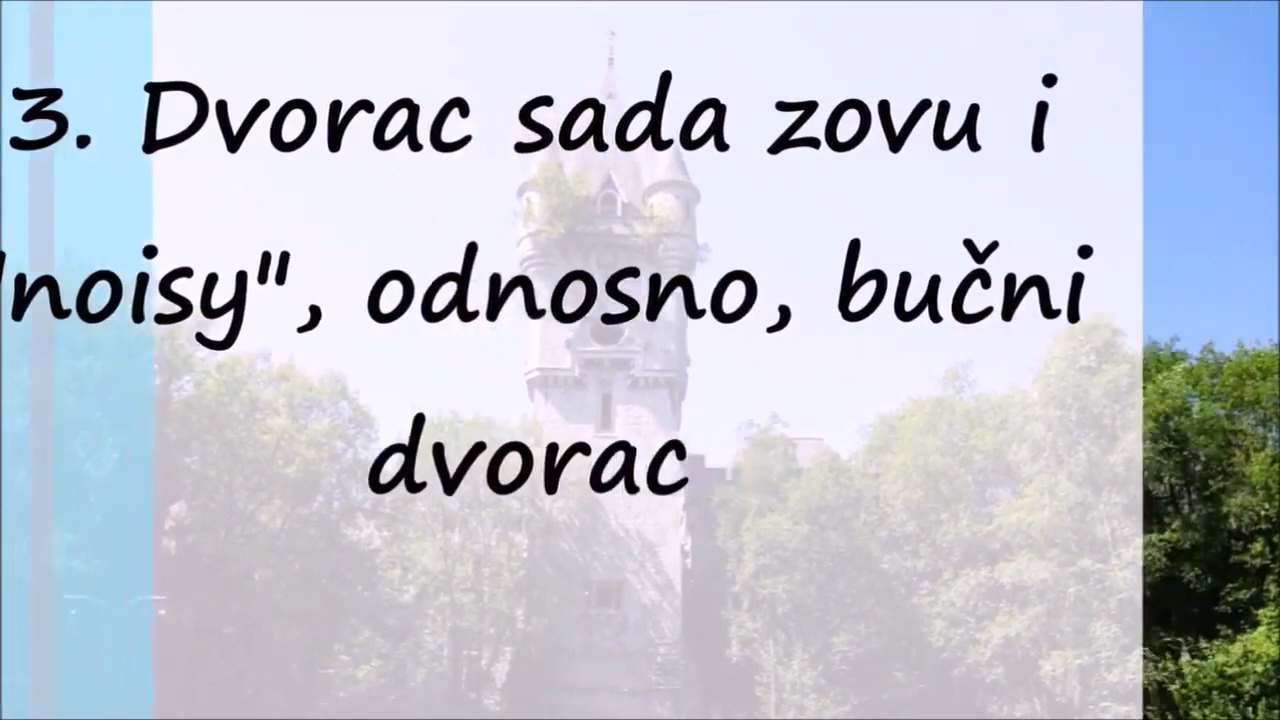 3. Dvorac sada zovu i
"noisy", odnosno, bučni
dvorac